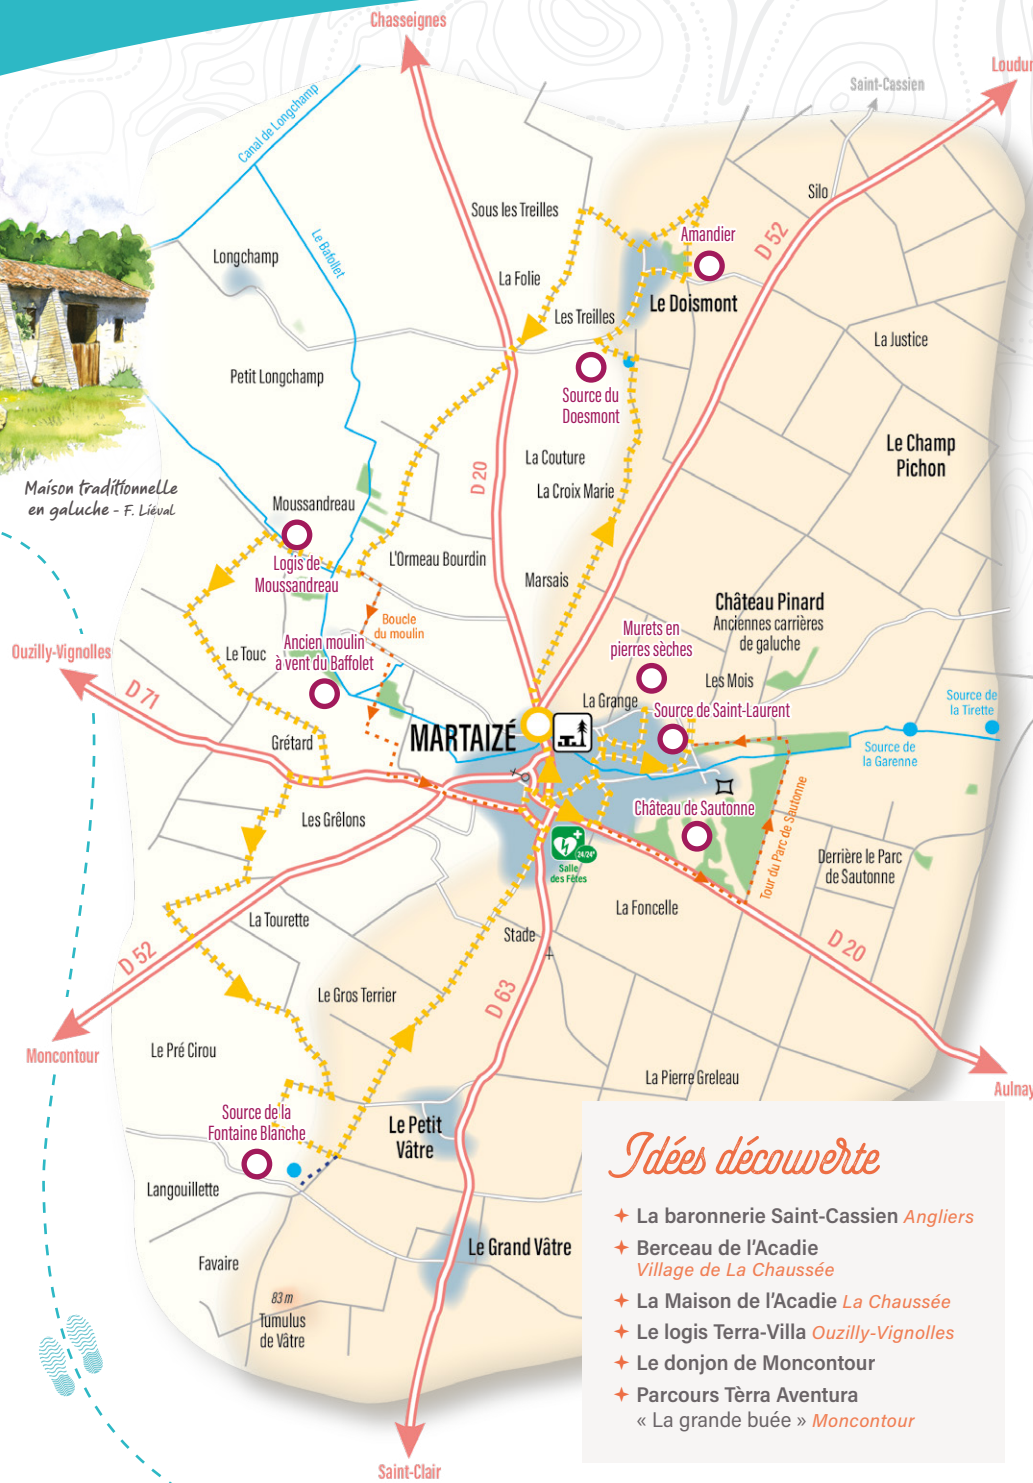 Chasseignes
Loudun
Saint-Cassien
Canal de Longchamp
Silo
Sous les Treilles
Amandier
D 52
Le Bafollet
Longchamp
La Folie
Le Doismont
Les Treilles
La Justice
Petit Longchamp
Source du
Doesmont
Le Champ
Pichon
La Couture
D 20
La Croix Marie
Maison traditionnelle
en galuche - F. Liéval
Moussandreau
L'Ormeau Bourdin
Logis de
Moussandreau
Marsais
Château Pinard
Anciennes carrières
de galuche
Boucle
du moulin
Murets en
pierres sèches
Ancien moulin
à vent du Baffolet
Ouzilly-Vignolles
Le Touc
D 71
Les Mois
La Grange
Source de Saint-Laurent
Source de
la Tirette
MARTAIZÉ
Grétard
Source de
la Garenne
Château de Sautonne
Les Grêlons
Tour du Parc de Sautonne
24/24*
Salle
des Fêtes
Derrière le Parc
de Sautonne
La Foncelle
La Tourette
Stade
D 20
D 52
Le Gros Terrier
D 63
Le Pré Cirou
Moncontour
La Pierre Greleau
Aulnay
Source de la
Fontaine Blanche
Le Petit
Vâtre
Langouillette
Le Grand Vâtre
Favaire
83 m
Tumulus
de Vâtre
Saint-Clair
Idées découverte
La baronnerie Saint-Cassien Angliers
Berceau de l'Acadie
Village de La Chaussée
La Maison de l'Acadie La Chaussée
Le logis Terra-Villa Ouzilly-Vignolles
Le donjon de Moncontour
Parcours Tèrra Aventura
« La grande buée » Moncontour